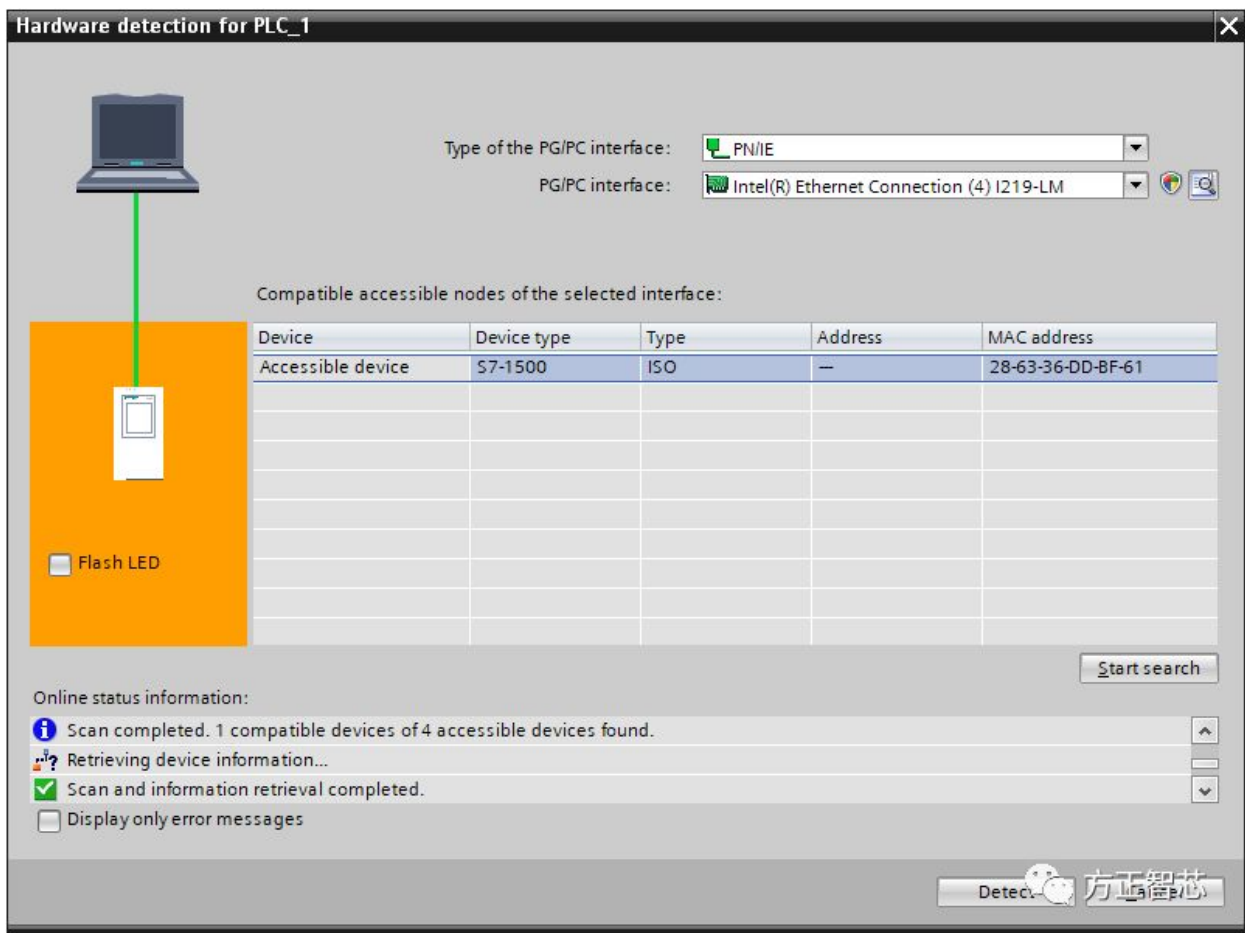 Hardware detection for PLC_1
Type of the PG/PC interface: PN/IE
PG/PC interface: Intel(R) Ethernet Connection (4) I219-LM
Compatible accessible nodes of the selected interface:
Device Device type Type Address MAC address
Accessible device S7-1500 ISO — 28-63-36-DD-BF-61
Flash LED
Start search
Online status information:
Scan completed. 1 compatible devices of 4 accessible devices found.
Retrieving device information...
Scan and information retrieval completed.
Display only error messages
Detect 方正智芯